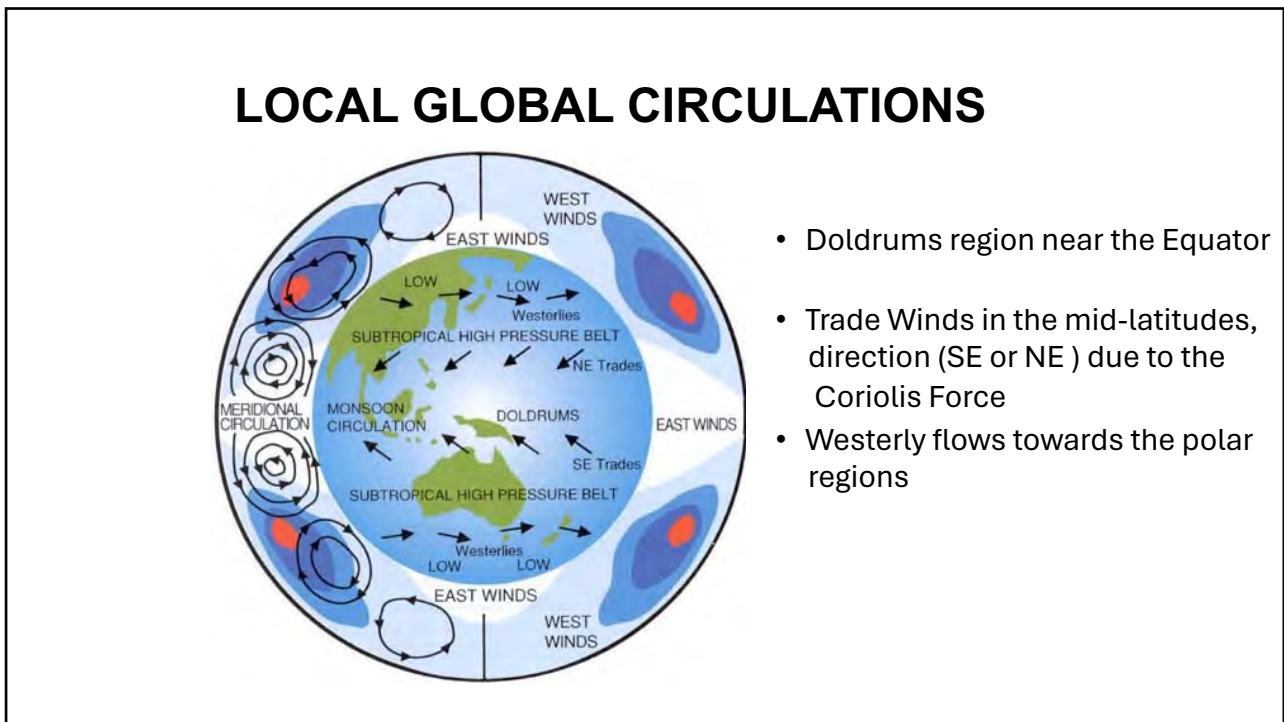 LOCAL GLOBAL CIRCULATIONS
WEST
WINDS
EAST WINDS
LOW
LOW
Westerlies
SUBTROPICAL HIGH PRESSURE BELT
NE Trades
MERIDIONAL
CIRCULATION
MONSOON
CIRCULATION
DOLDRUMS
EAST WINDS
SE Trades
SUBTROPICAL HIGH PRESSURE BELT
Westerlies
LOW
LOW
EAST WINDS
WEST
WINDS
• Doldrums region near the Equator
• Trade Winds in the mid-latitudes,
direction (SE or NE ) due to the
Coriolis Force
• Westerly flows towards the polar
regions